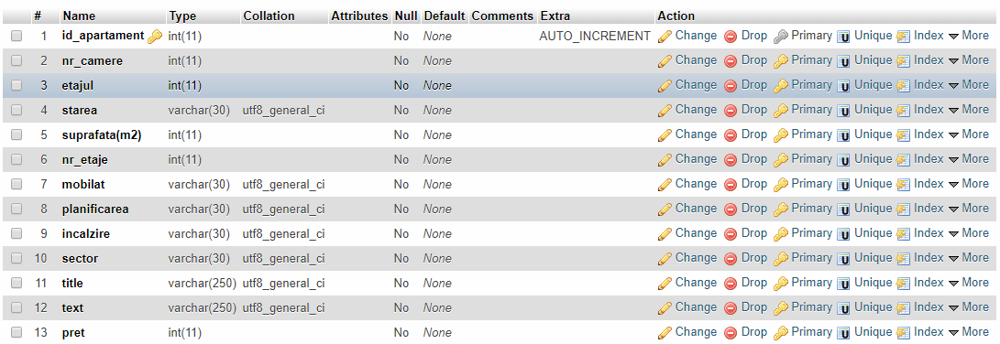 # Name Type Collation Attributes Null Default Comments Extra Action
1 id_apartament int(11) No None AUTO_INCREMENT Change Drop Primary Unique Index More
2 nr_camere int(11) No None Change Drop Primary Unique Index More
3 etajul int(11) No None Change Drop Primary Unique Index More
4 starea varchar(30) utf8_general_ci No None Change Drop Primary Unique Index More
5 suprafata(m2) int(11) No None Change Drop Primary Unique Index More
6 nr_etaje int(11) No None Change Drop Primary Unique Index More
7 mobilat varchar(30) utf8_general_ci No None Change Drop Primary Unique Index More
8 planificarea varchar(30) utf8_general_ci No None Change Drop Primary Unique Index More
9 incalzire varchar(30) utf8_general_ci No None Change Drop Primary Unique Index More
10 sector varchar(30) utf8_general_ci No None Change Drop Primary Unique Index More
11 title varchar(250) utf8_general_ci No None Change Drop Primary Unique Index More
12 text varchar(250) utf8_general_ci No None Change Drop Primary Unique Index More
13 pret int(11) No None Change Drop Primary Unique Index More